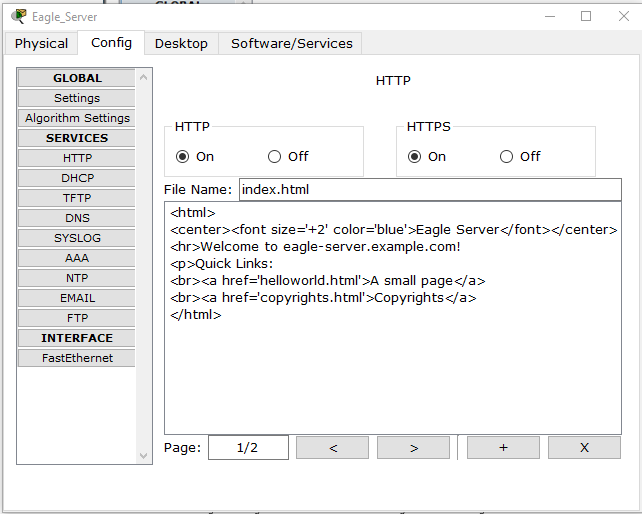 GLOBAL
Eagle_Server
Physical
Config
Desktop
Software/Services
GLOBAL
Settings
Algorithm Settings
SERVICES
HTTP
DHCP
TFTP
DNS
SYSLOG
AAA
NTP
EMAIL
FTP
INTERFACE
FastEthernet
HTTP
HTTP
On
Off
HTTPS
On
Off
File Name: index.html
<html>
<center><font size='+2' color='blue'>Eagle Server</font></center>
<hr>Welcome to eagle-server.example.com!
<p>Quick Links:
<br><a href='helloworld.html'>A small page</a>
<br><a href='copyrights.html'>Copyrights</a>
</html>
Page: 1/2 < > + X